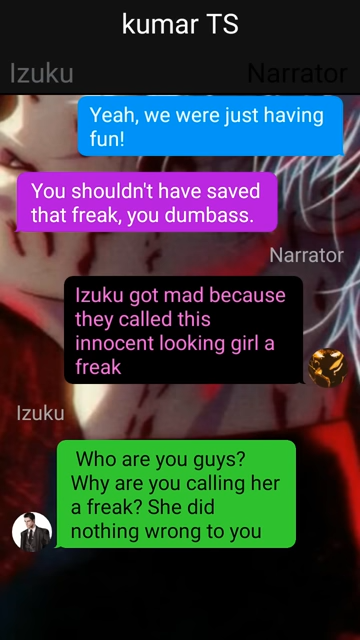 kumar TS
Izuku
Narrator
Yeah, we were just having
fun!
You shouldn't have saved
that freak, you dumbass.
Narrator
Izuku got mad because
they called this
innocent looking girl a
freak
Izuku
Who are you guys?
Why are you calling her
a freak? She did
nothing wrong to you